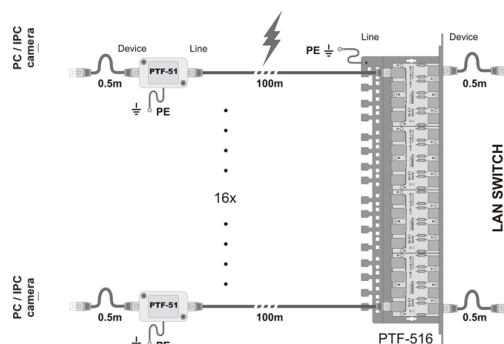 PC / IPC
camera
Device
Line
PTF-51
PE
0.5m
100m
16x
PE
Line
Device
0.5m
LAN SWITCH
PC / IPC
camera
PTF-51
0.5m
PE
100m
0.5m
PTF-516